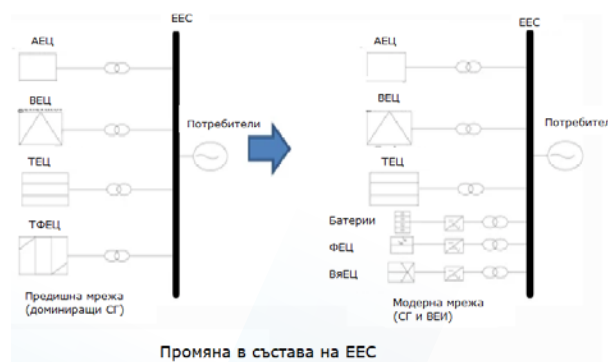 ЕЕС
АЕЦ
ВЕЦ
Потребители
ТЕЦ
ТФЕЦ
Предишна мрежа
(доминиращи СГ)
ЕЕС
АЕЦ
ВЕЦ
Потребител
ТЕЦ
Батерии
ФЕЦ
ВяЕЦ
Модерна мрежа
(СГ и ВЕИ)
Промяна в състава на ЕЕС